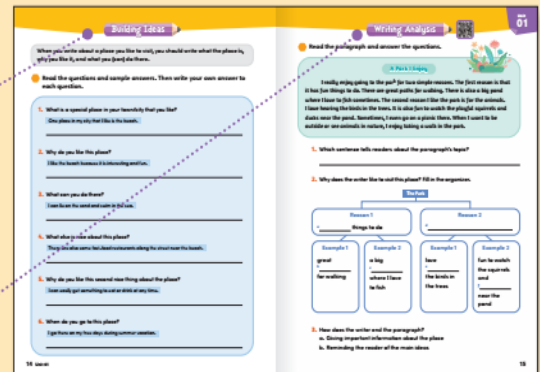 Building Ideas
When you write about a place you like to visit, you should write what the place is,
why you like it, and what you (can) do there.
Read the questions and sample answers. Then write your own answer to
each question.
1. What is a special place in your town/city that you like?
One place in my city that I like is the beach.
2. Why do you like this place?
I like the beach because it is interesting and fun.
3. What can you do there?
I can lie on the sand and swim in the sea.
4. What else is nice about this place?
There are also some fast food restaurants along the street near the beach.
5. Why do you like this second nice thing about the place?
I can easily get something to eat or drink at any time.
6. When do you go to this place?
I go there on my free days during summer vacation.
14
Writing Analysis
01
Read the paragraph and answer the questions.
A Park I Enjoy
I really enjoy going to the park for two simple reasons. The first reason is that
it has fun things to do. There are great paths for walking. There is also a big pond
where I love to fish sometimes. The second reason I like the park is for the animals.
I love hearing the birds in the trees. It is also fun to watch the playful squirrels and
ducks near the pond. Sometimes, I even go on a picnic there. When I want to be
outside or see animals in nature, I enjoy taking a walk in the park.
1. Which sentence tells readers about the paragraph's topic?
2. Why does the writer like to visit this place? Fill in the organizer.
The Park
Reason 1
things to do
Reason 2
Example 1
great
for walking
Example 2
a big
where I love
to fish
Example 1
love
the birds in
the trees
Example 2
fun to watch
the squirrels
and
near the
pond
3. How does the writer end the paragraph?
a. Giving important information about the place
b. Reminding the reader of the main ideas
15